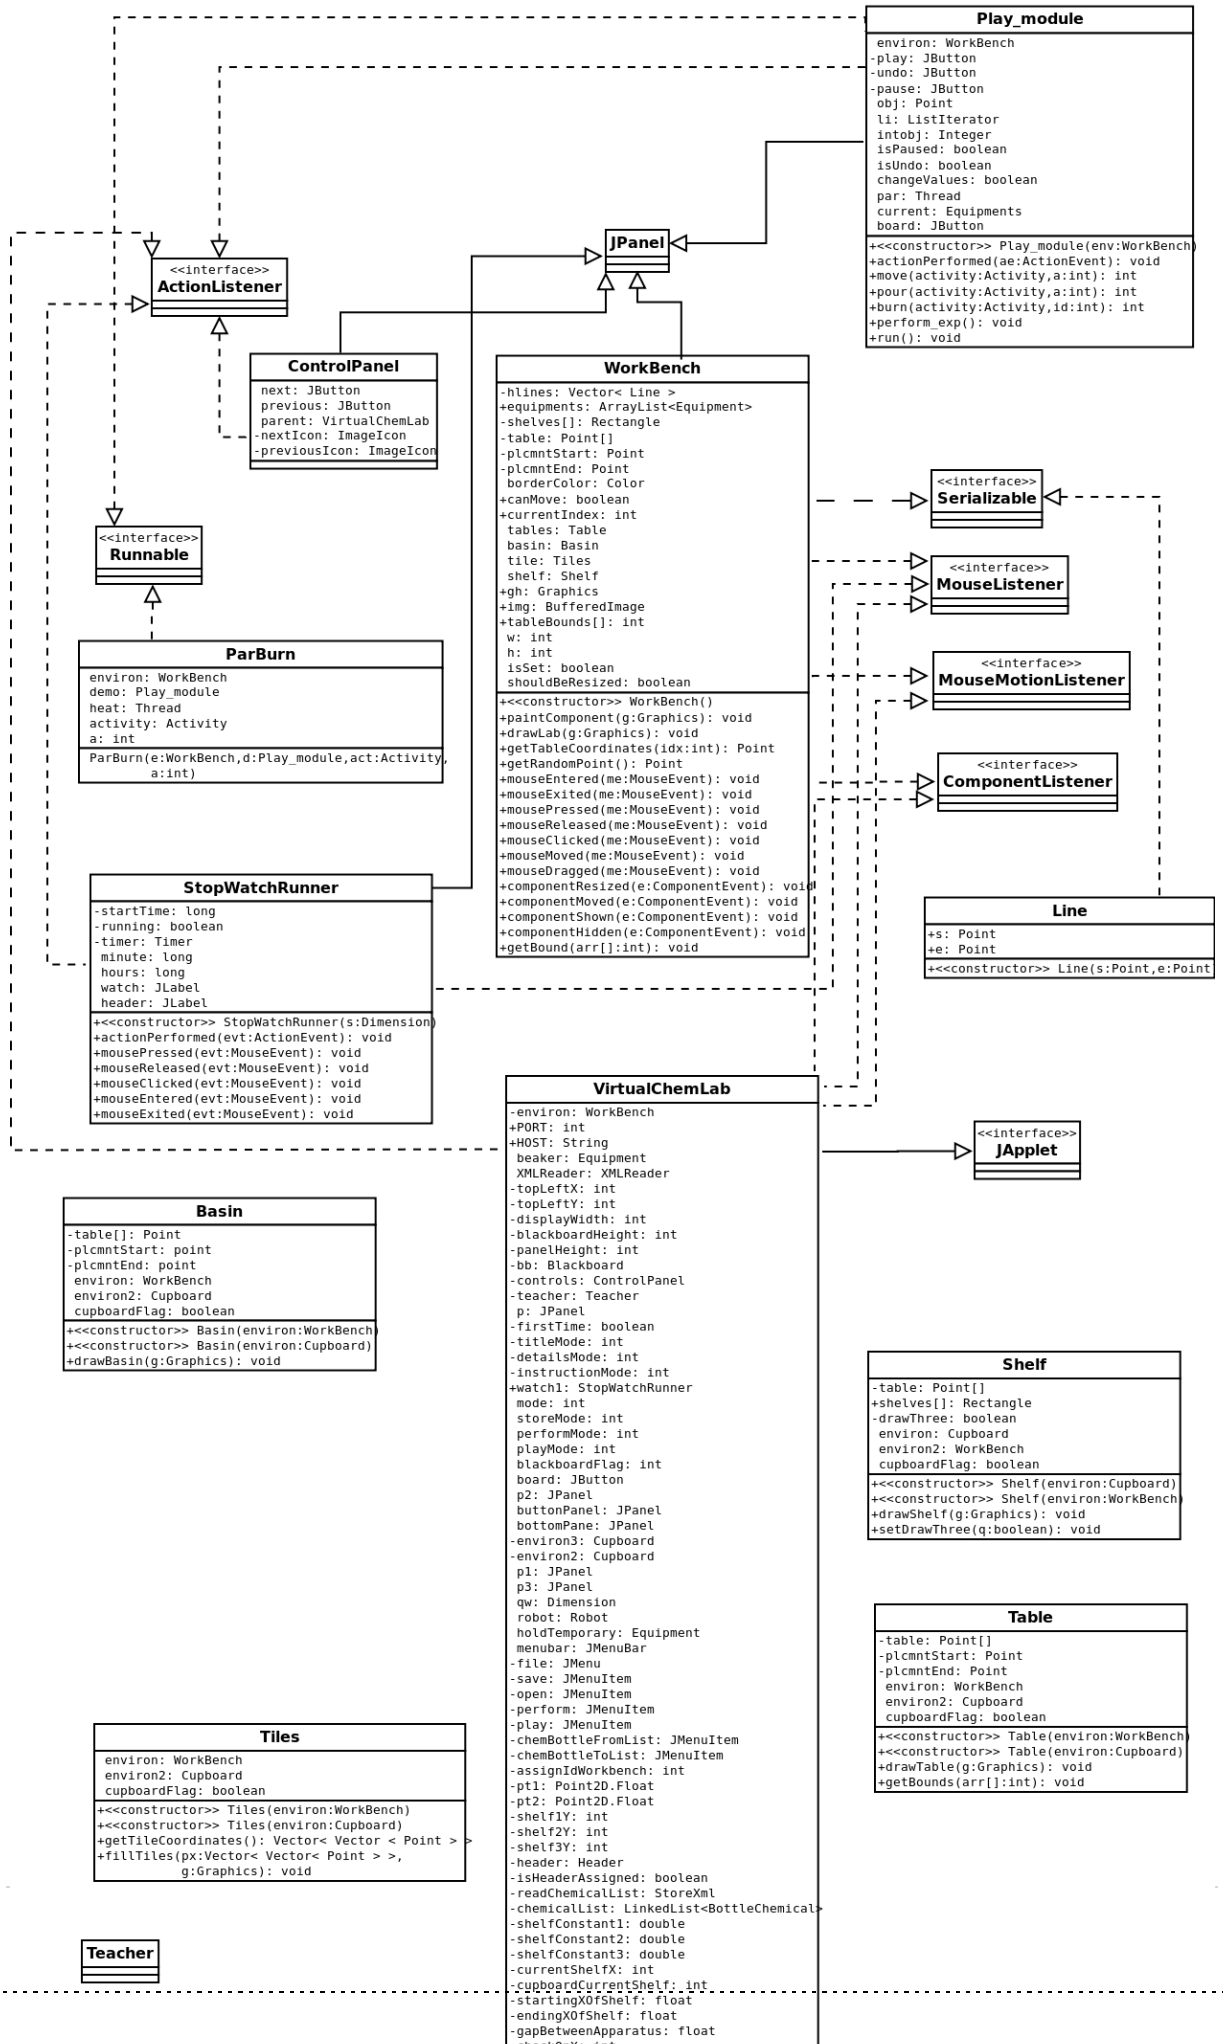 Play_module
environ: WorkBench
-play: JButton
-undo: JButton
-pause: JButton
obj: Point
li: ListIterator
intobj: Integer
isPaused: boolean
isUndo: boolean
changeValues: boolean
par: Thread
current: Equipments
board: JButton
+<<constructor>> Play_module(env:WorkBench)
+actionPerformed(ae:ActionEvent): void
+move(activity:Activity,a:int): int
+pour(activity:Activity,a:int): int
+burn(activity:Activity,id:int): int
+perform_exp(): void
+run(): void
JPanel
<<interface>>
ActionListener
ControlPanel
next: JButton
previous: JButton
parent: VirtualChemLab
-nextIcon: ImageIcon
-previousIcon: ImageIcon
WorkBench
-hlines: Vector< Line >
+equipments: ArrayList<Equipment>
-shelves[]: Rectangle
-table: Point[]
-plcmntStart: Point
-plcmntEnd: Point
borderColor: Color
+canMove: boolean
+currentIndex: int
tables: Table
basin: Basin
tile: Tiles
shelf: Shelf
+gh: Graphics
+img: BufferedImage
+tableBounds[]: int
w: int
h: int
isSet: boolean
shouldBeResized: boolean
+<<constructor>> WorkBench()
+paintComponent(g:Graphics): void
+drawLab(g:Graphics): void
+getTableCoordinates(idx:int): Point
+getRandomPoint(): Point
+mouseEntered(me:MouseEvent): void
+mouseExited(me:MouseEvent): void
+mousePressed(me:MouseEvent): void
+mouseReleased(me:MouseEvent): void
+mouseClicked(me:MouseEvent): void
+mouseMoved(me:MouseEvent): void
+mouseDragged(me:MouseEvent): void
+componentResized(e:ComponentEvent): void
+componentMoved(e:ComponentEvent): void
+componentShown(e:ComponentEvent): void
+componentHidden(e:ComponentEvent): void
+getBound(arr[]:int): void
<<interface>>
Serializable
<<interface>>
MouseListener
<<interface>>
MouseMotionListener
<<interface>>
ComponentListener
<<interface>>
Runnable
ParBurn
environ: WorkBench
demo: Play_module
heat: Thread
activity: Activity
a: int
ParBurn(e:WorkBench,d:Play_module,act:Activity,
a:int)
StopWatchRunner
-startTime: long
-running: boolean
-timer: Timer
minute: long
hours: long
watch: JLabel
header: JLabel
+<<constructor>> StopWatchRunner(s:Dimension)
+actionPerformed(evt:ActionEvent): void
+mousePressed(evt:MouseEvent): void
+mouseReleased(evt:MouseEvent): void
+mouseClicked(evt:MouseEvent): void
+mouseEntered(evt:MouseEvent): void
+mouseExited(evt:MouseEvent): void
Line
+s: Point
+e: Point
+<<constructor>> Line(s:Point,e:Point
VirtualChemLab
-environ: WorkBench
+PORT: int
+HOST: String
beaker: Equipment
XMLReader: XMLReader
-topLeftX: int
-topLeftY: int
-displayWidth: int
-blackboardHeight: int
-panelHeight: int
-bb: Blackboard
-controls: ControlPanel
-teacher: Teacher
p: JPanel
-firstTime: boolean
-titleMode: int
-detailsMode: int
-instructionMode: int
+watch1: StopWatchRunner
mode: int
storeMode: int
performMode: int
playMode: int
blackboardFlag: int
board: JButton
p2: JPanel
buttonPanel: JPanel
bottomPane: JPanel
-environ3: Cupboard
-environ2: Cupboard
p1: JPanel
p3: JPanel
qw: Dimension
robot: Robot
holdTemporary: Equipment
menubar: JMenuBar
-file: JMenu
-save: JMenuItem
-open: JMenuItem
-perform: JMenuItem
-play: JMenuItem
-chemBottleFromList: JMenuItem
-chemBottleToList: JMenuItem
-assignIdWorkbench: int
-pt1: Point2D.Float
-pt2: Point2D.Float
-shelf1Y: int
-shelf2Y: int
-shelf3Y: int
-header: Header
-isHeaderAssigned: boolean
-readChemicalList: StoreXml
-chemicalList: LinkedList<BottleChemical>
-shelfConstant1: double
-shelfConstant2: double
-shelfConstant3: double
-currentShelfX: int
-cupboardCurrentShelf: int
-startingXOfShelf: float
-endingXOfShelf: float
-gapBetweenApparatus: float
<<interface>>
JApplet
Basin
-table[]: Point
-plcmntStart: point
-plcmntEnd: point
environ: WorkBench
environ2: Cupboard
cupboardFlag: boolean
+<<constructor>> Basin(environ:WorkBench)
+<<constructor>> Basin(environ:Cupboard)
+drawBasin(g:Graphics): void
Shelf
-table: Point[]
+shelves[]: Rectangle
-drawThree: boolean
environ: Cupboard
environ2: WorkBench
cupboardFlag: boolean
+<<constructor>> Shelf(environ:Cupboard)
+<<constructor>> Shelf(environ:WorkBench)
+drawShelf(g:Graphics): void
+setDrawThree(q:boolean): void
Table
-table: Point[]
-plcmntStart: Point
-plcmntEnd: Point
environ: WorkBench
environ2: Cupboard
cupboardFlag: boolean
+<<constructor>> Table(environ:WorkBench)
+<<constructor>> Table(environ:Cupboard)
+drawTable(g:Graphics): void
+getBounds(arr[]:int): void
Tiles
environ: WorkBench
environ2: Cupboard
cupboardFlag: boolean
+<<constructor>> Tiles(environ:WorkBench)
+<<constructor>> Tiles(environ:Cupboard)
+getTileCoordinates(): Vector< Vector < Point > >
+fillTiles(px:Vector< Vector< Point > >,
g:Graphics): void
Teacher